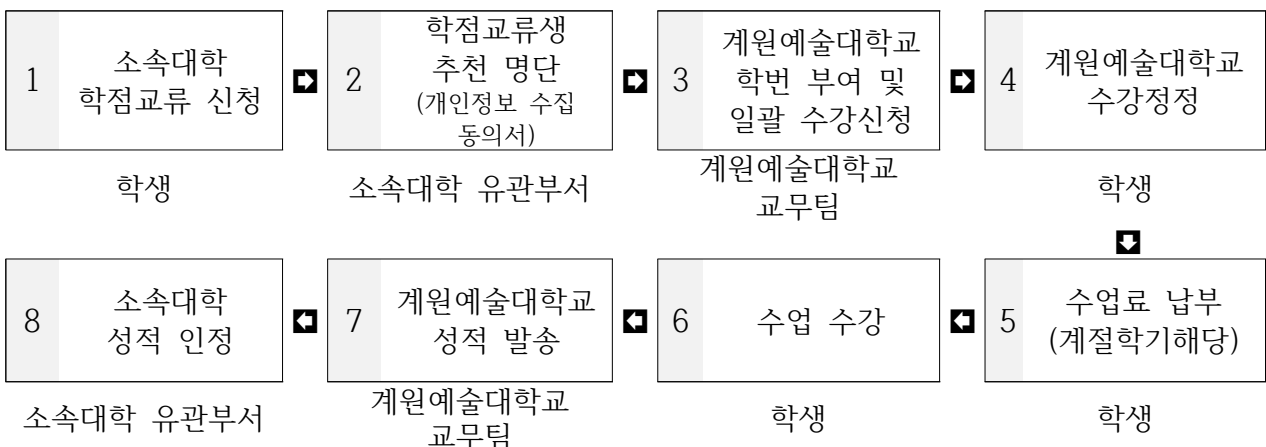 1
소속대학
학점교류 신청
학생
2
학점교류생
추천 명단
(개인정보 수집
동의서)
소속대학 유관부서
3
계원예술대학교
학번 부여 및
일괄 수강신청
계원예술대학교
교무팀
4
계원예술대학교
수강정정
학생
5
수업료 납부
(계절학기해당)
학생
6
수업 수강
학생
7
계원예술대학교
성적 발송
계원예술대학교
교무팀
8
소속대학
성적 인정
소속대학 유관부서